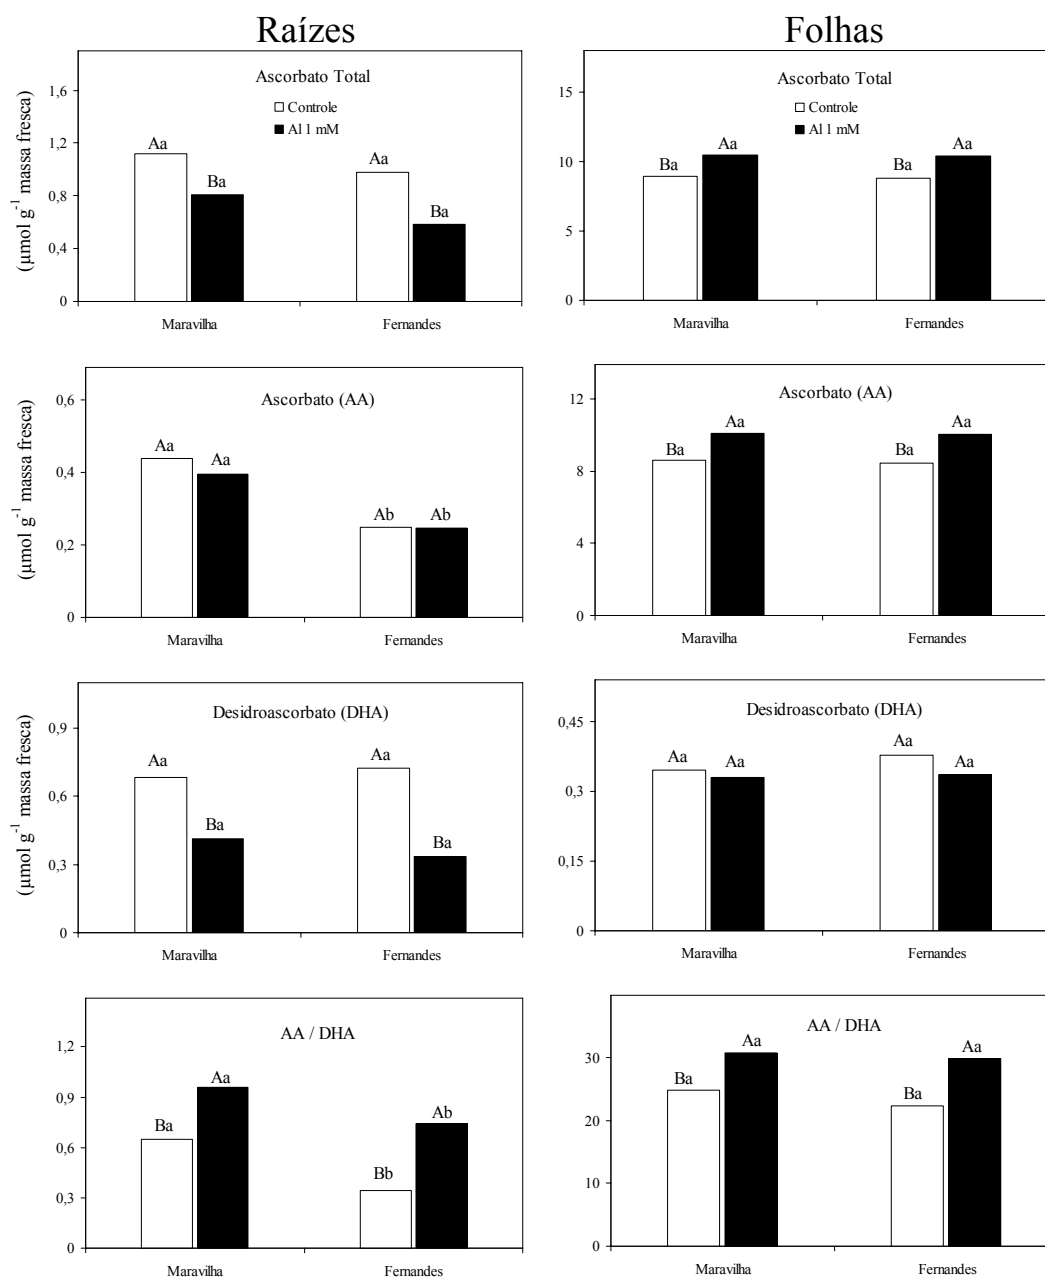 Raízes
Folhas
(µmol g⁻¹ massa fresca)
Ascorbato Total
Controle
Al 1 mM
1,6
1,2
0,8
0,4
0
Aa
Ba
Aa
Ba
Maravilha
Fernandes
Ascorbato Total
Controle
Al 1 mM
15
10
5
0
Ba
Aa
Ba
Aa
Maravilha
Fernandes
(µmol g⁻¹ massa fresca)
Ascorbato (AA)
0,6
0,4
0,2
0
Aa
Aa
Ab
Ab
Maravilha
Fernandes
Ascorbato (AA)
12
8
4
0
Ba
Aa
Ba
Aa
Maravilha
Fernandes
(µmol g⁻¹ massa fresca)
Desidroascorbato (DHA)
0,9
0,6
0,3
0
Aa
Ba
Aa
Ba
Maravilha
Fernandes
Desidroascorbato (DHA)
0,45
0,3
0,15
0
Aa
Aa
Aa
Aa
Maravilha
Fernandes
AA / DHA
1,2
0,9
0,6
0,3
0
Ba
Aa
Bb
Ab
Maravilha
Fernandes
AA / DHA
30
20
10
0
Ba
Aa
Ba
Aa
Maravilha
Fernandes